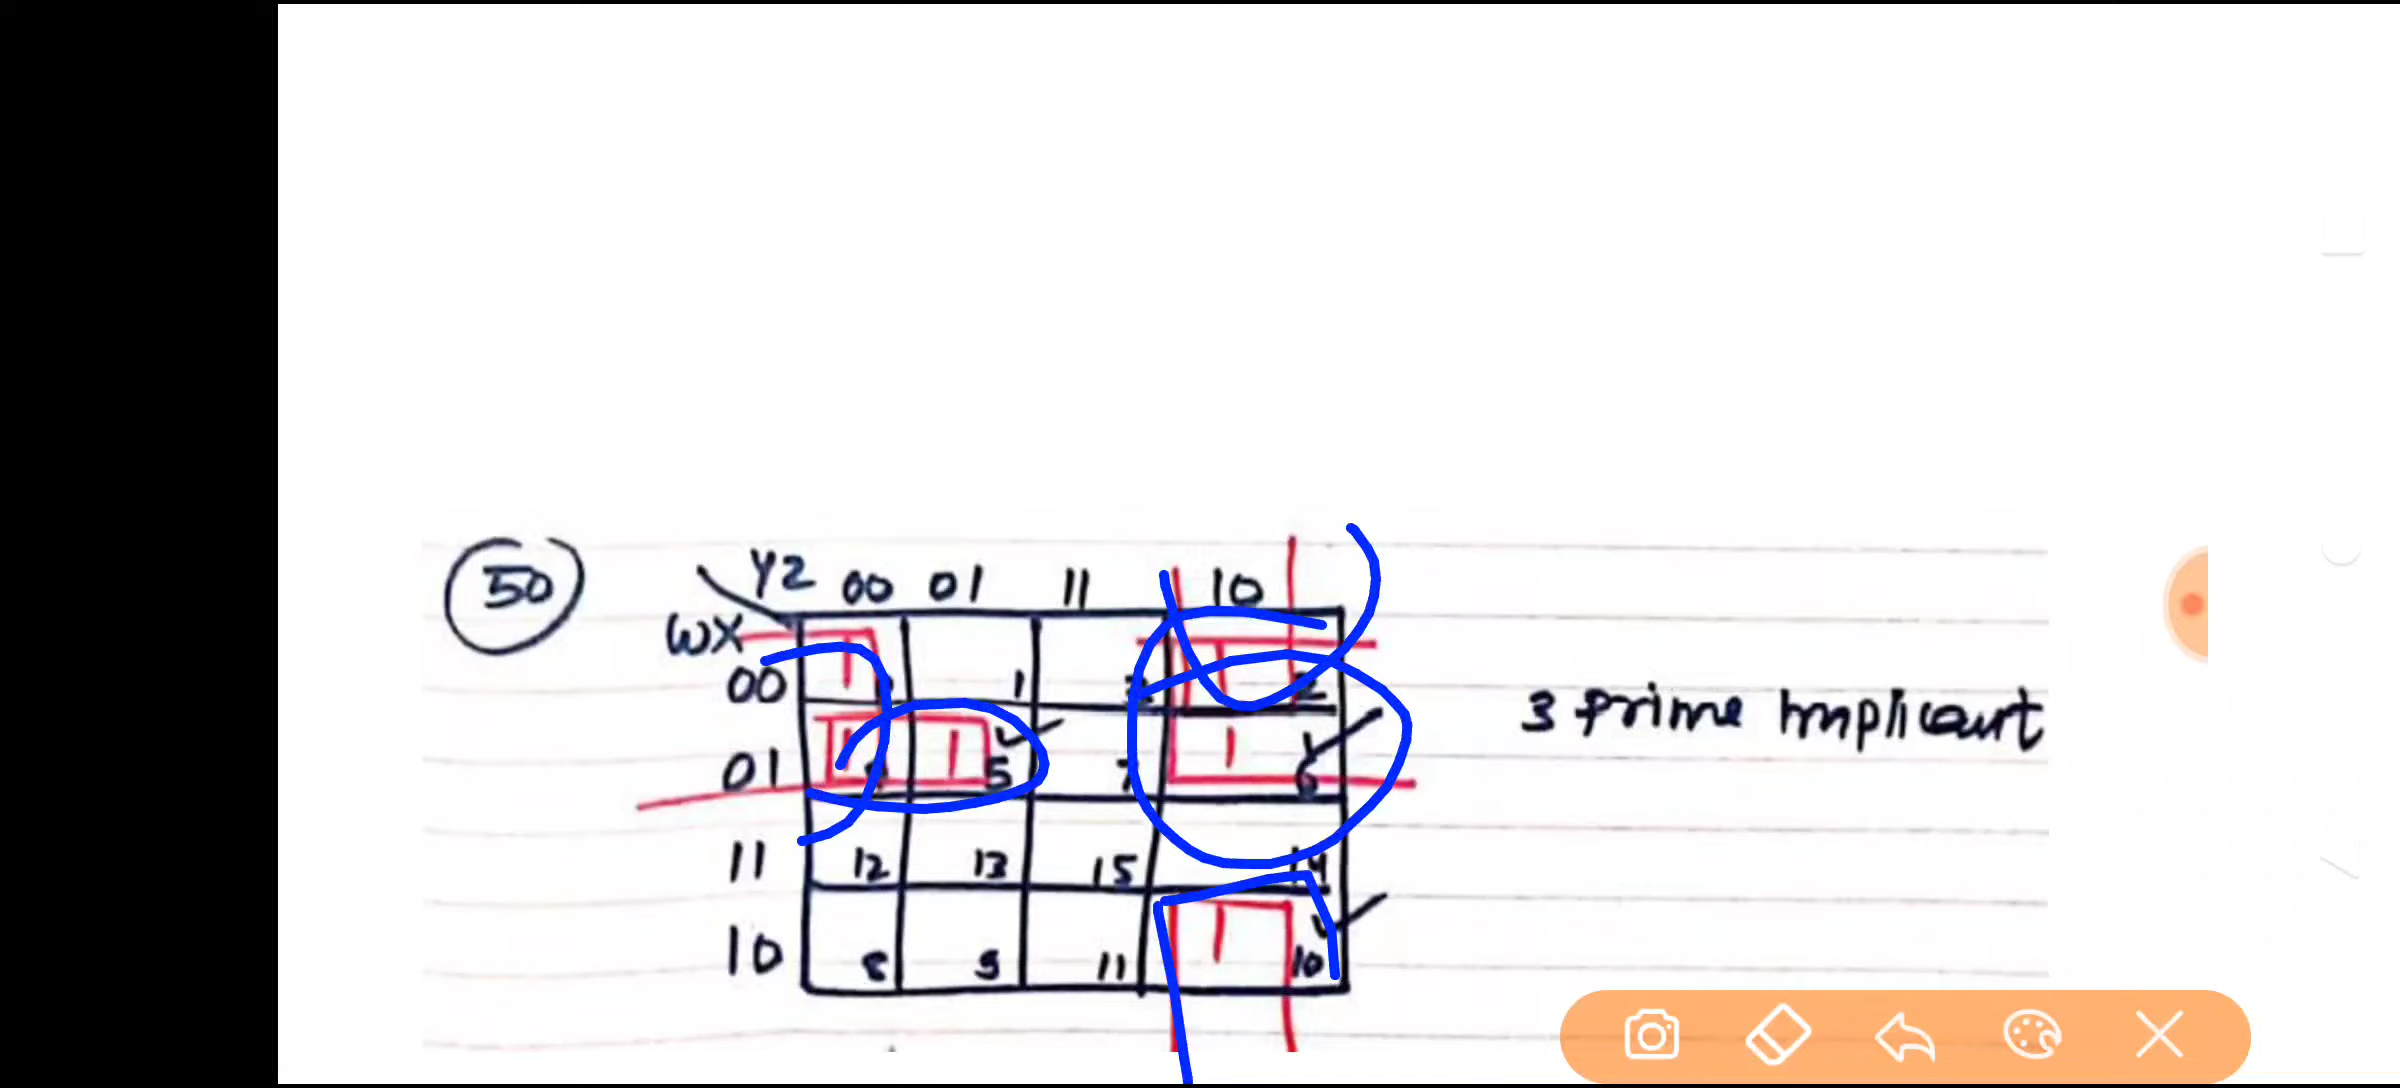 50
YZ 00 01 11 10
WX
00 1 0 1 3 1 2
01 1 4 1 5 7 1 6
3 Prime Implicant
11 12 13 15 14
10 8 9 11 1 10